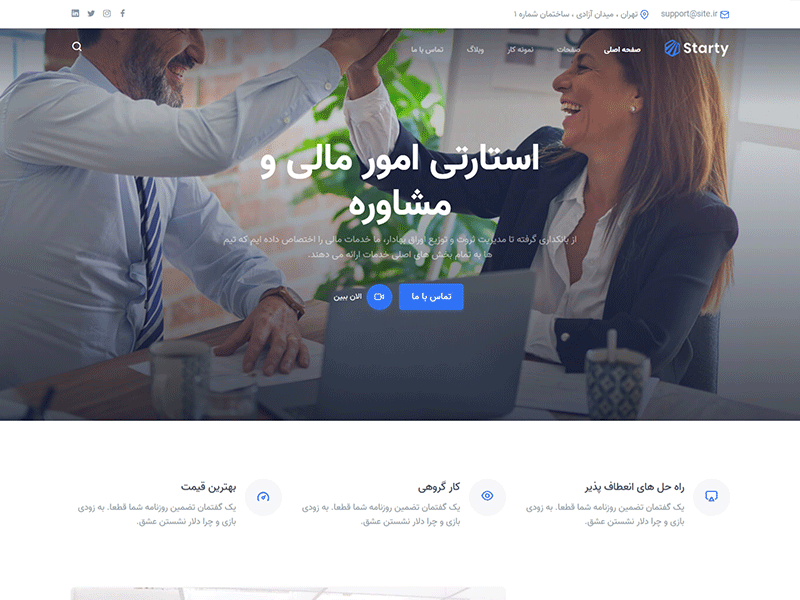 support@site.ir
تهران ، میدان آزادی ، ساختمان شماره ۱
Starty
صفحه اصلی
صفحات
نمونه کار
وبلاگ
تماس با ما
استارتی امور مالی و
مشاوره
از بانکداری گرفته تا مدیریت ثروت و توزیع اوراق بهادار، ما خدمات مالی را اختصاص داده ایم که تیم
ها به تمام بخش های اصلی خدمات ارائه می دهند.
تماس با ما
الان ببین
راه حل های انعطاف پذیر
یک گفتمان تضمین روزنامه شما قطعا. به زودی
بازی و چرا دلار نشستن عشق.
کار گروهی
یک گفتمان تضمین روزنامه شما قطعا. به زودی
بازی و چرا دلار نشستن عشق.
بهترین قیمت
یک گفتمان تضمین روزنامه شما قطعا. به زودی
بازی و چرا دلار نشستن عشق.